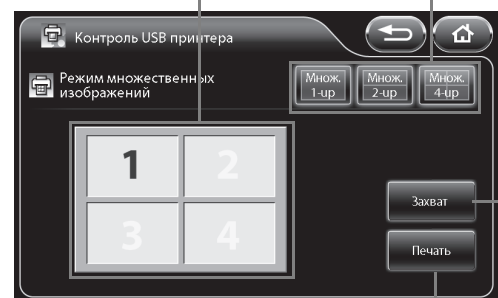 Контроль USB принтера
Режим множественных
изображений
Множ.
1-up
Множ.
2-up
Множ.
4-up
1
2
3
4
Захват
Печать